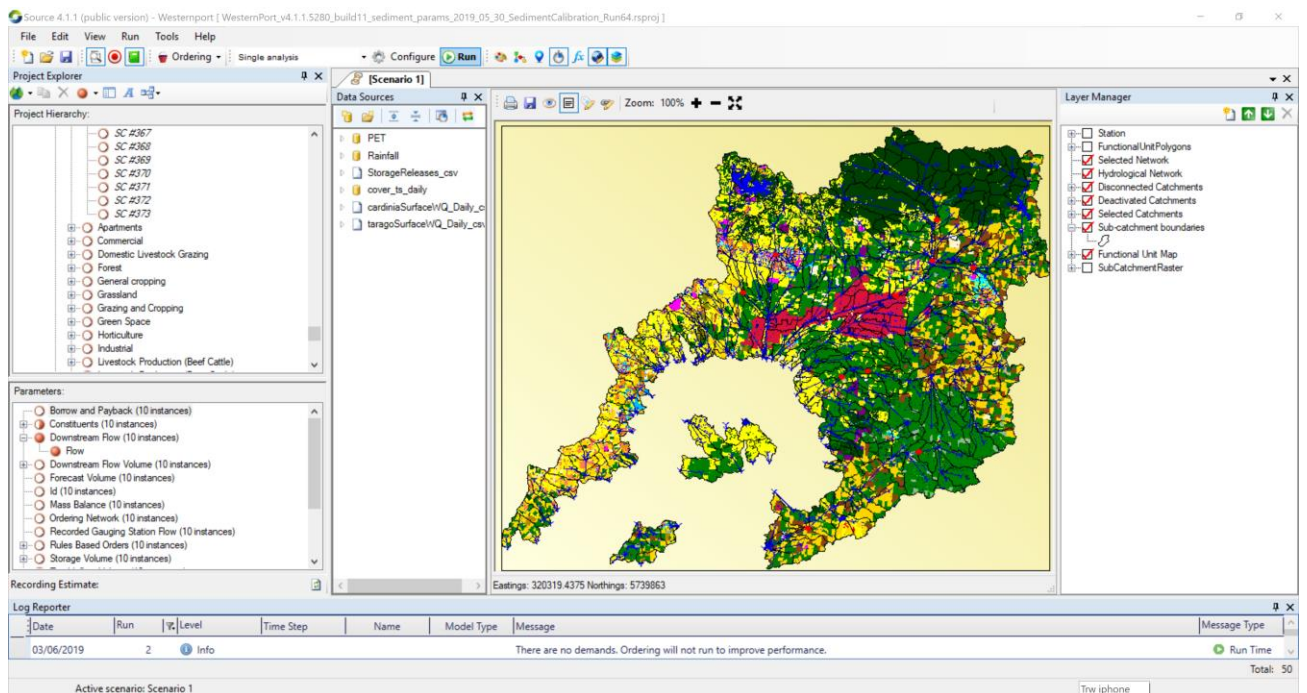 Source 4.1.1 (public version) - Westernport [ WesternPort_v4.1.1.5280_build11_sediment_params_2019_05_30_SedimentCalibration_Run64.rsproj ]
File Edit View Run Tools Help
Ordering Single analysis Configure Run
Project Explorer
Project Hierarchy:
SC #367
SC #368
SC #369
SC #370
SC #371
SC #372
SC #373
Apartments
Commercial
Domestic Livestock Grazing
Forest
General cropping
Grassland
Grazing and Cropping
Green Space
Horticulture
Industrial
Livestock Production (Beef Cattle)
Parameters:
Borrow and Payback (10 instances)
Constituents (10 instances)
Downstream Flow (10 instances)
Flow
Downstream Flow Volume (10 instances)
Forecast Volume (10 instances)
Id (10 instances)
Mass Balance (10 instances)
Ordering Network (10 instances)
Recorded Gauging Station Flow (10 instances)
Rules Based Orders (10 instances)
Storage Volume (10 instances)
Recording Estimate:
[Scenario 1]
Data Sources
PET
Rainfall
StorageReleases_csv
cover_ts_daily
cardiniaSurfaceWQ_Daily_c
taragoSurfaceWQ_Daily_csv
Zoom: 100%
Eastings: 320319.4375 Northings: 5739863
Layer Manager
Station
FunctionalUnitPolygons
Selected Network
Hydrological Network
Disconnected Catchments
Deactivated Catchments
Selected Catchments
Sub-catchment boundaries
Functional Unit Map
SubCatchmentRaster
Log Reporter
Date Run Level Time Step Name Model Type Message Message Type
03/06/2019 2 Info There are no demands. Ordering will not run to improve performance. Run Time
Total: 50
Active scenario: Scenario 1
Trw iphone